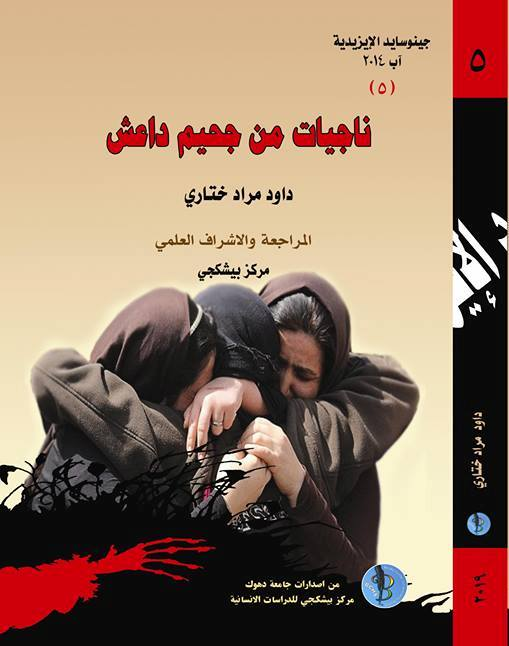 جينوسايد الإيزيدية
آب ٢٠١٤
(٥)
ناجيات من جحيم داعش
داود مراد ختاري
المراجعة والاشراف العلمي
مركز بيشكجي
من اصدارات جامعة دهوك
مركز بيشكجي للدراسات الانسانية
٥
داود مراد ختاري
٢٠١٩